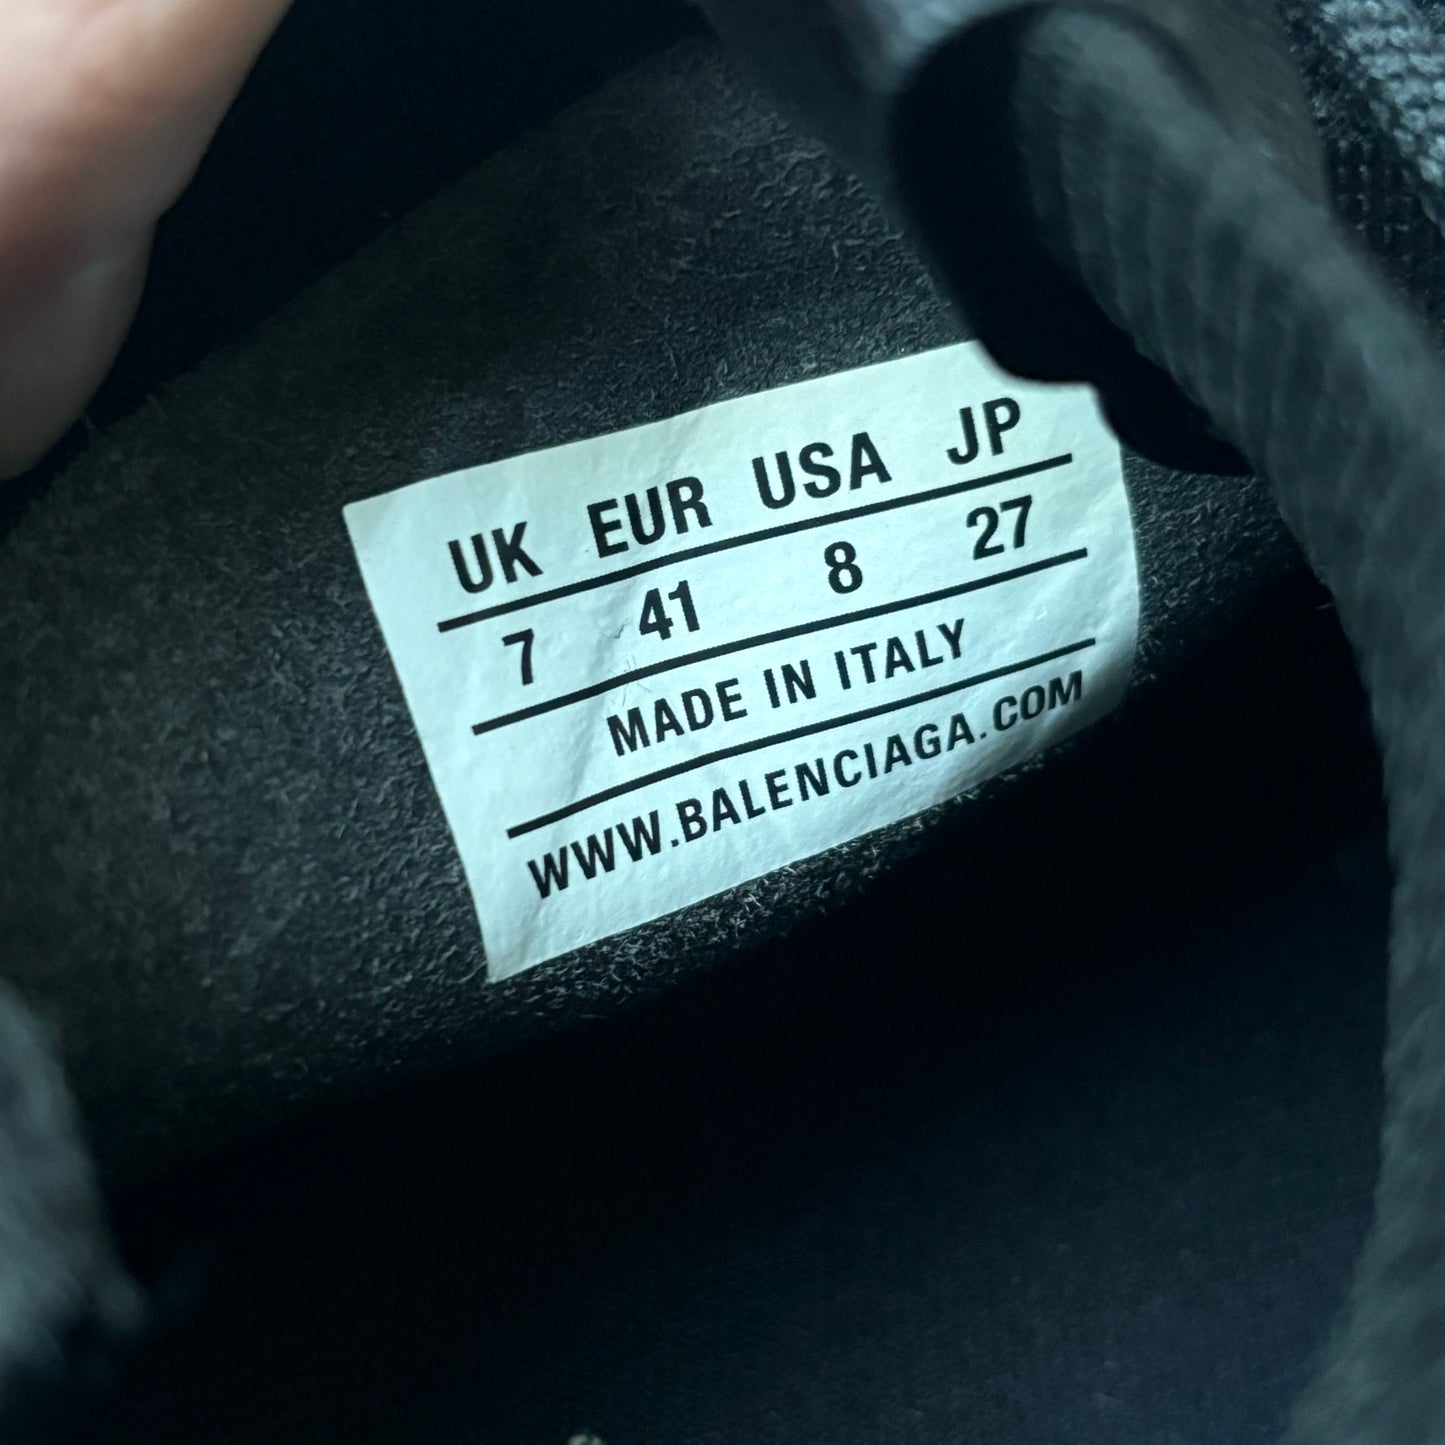 UK EUR USA JP
7 41 8 27
MADE IN ITALY
WWW.BALENCIAGA.COM